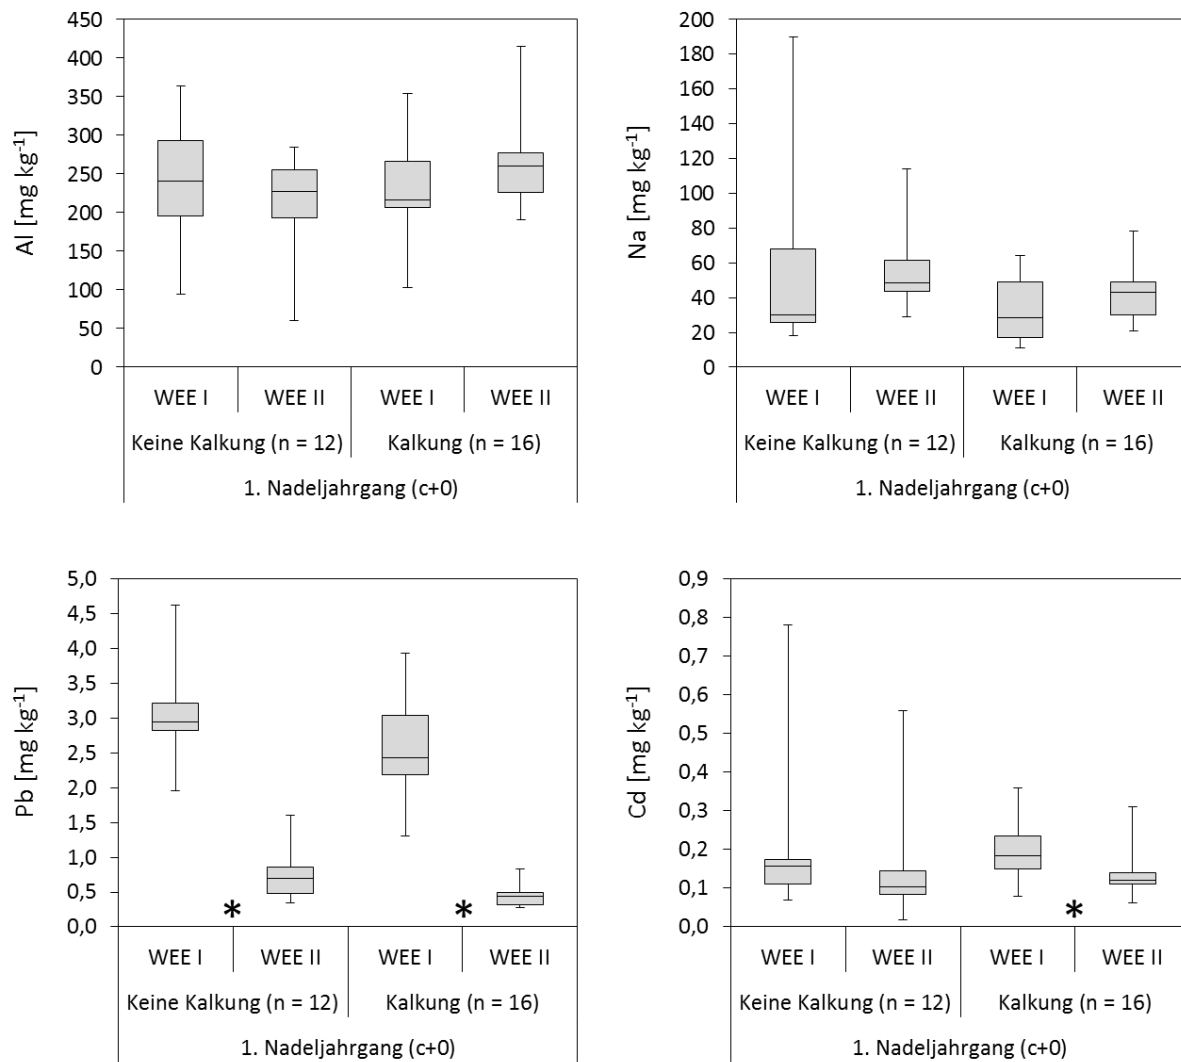 Al [mg kg⁻¹]
450
400
350
300
250
200
150
100
50
0
WEE I WEE II WEE I WEE II
Keine Kalkung (n = 12) Kalkung (n = 16)
1. Nadeljahrgang (c+0)
Na [mg kg⁻¹]
200
180
160
140
120
100
80
60
40
20
0
WEE I WEE II WEE I WEE II
Keine Kalkung (n = 12) Kalkung (n = 16)
1. Nadeljahrgang (c+0)
Pb [mg kg⁻¹]
5,0
4,5
4,0
3,5
3,0
2,5
2,0
1,5
1,0
0,5
0,0
* *
WEE I WEE II WEE I WEE II
Keine Kalkung (n = 12) Kalkung (n = 16)
1. Nadeljahrgang (c+0)
Cd [mg kg⁻¹]
0,9
0,8
0,7
0,6
0,5
0,4
0,3
0,2
0,1
0,0
*
WEE I WEE II WEE I WEE II
Keine Kalkung (n = 12) Kalkung (n = 16)
1. Nadeljahrgang (c+0)